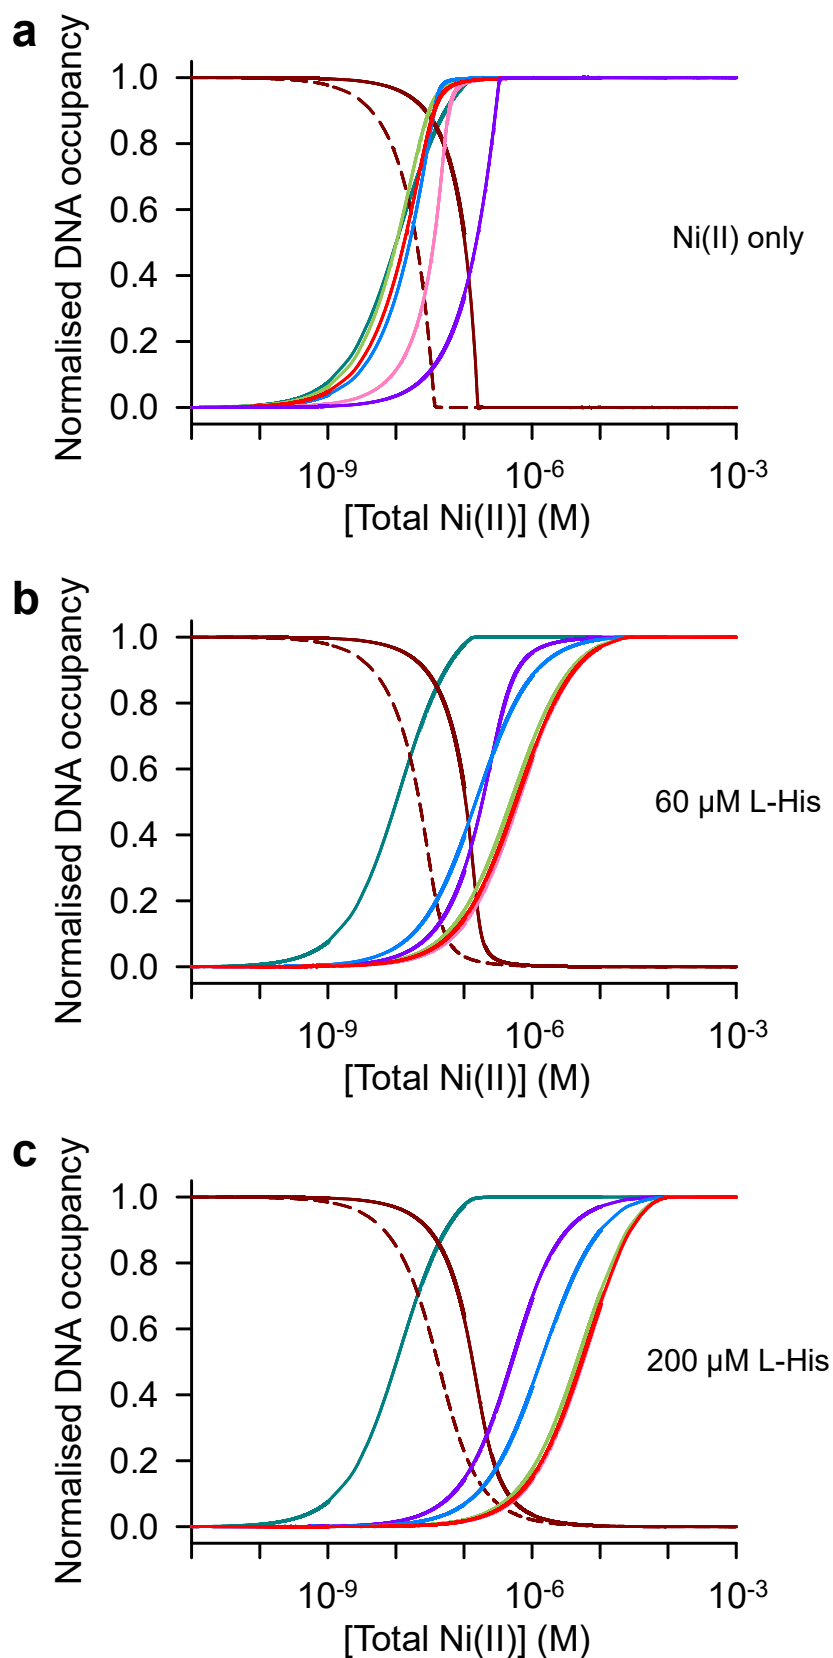 a
Normalised DNA occupancy
1.0
0.8
0.6
0.4
0.2
0.0
Ni(II) only
10-9 10-6 10-3
[Total Ni(II)] (M)
b
Normalised DNA occupancy
1.0
0.8
0.6
0.4
0.2
0.0
60 µM L-His
10-9 10-6 10-3
[Total Ni(II)] (M)
c
Normalised DNA occupancy
1.0
0.8
0.6
0.4
0.2
0.0
200 µM L-His
10-9 10-6 10-3
[Total Ni(II)] (M)